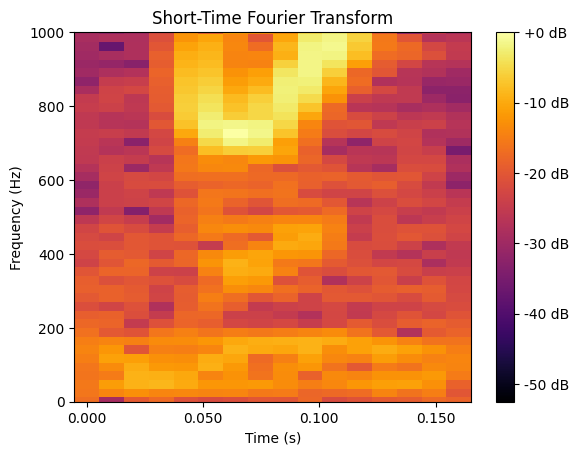 Short-Time Fourier Transform
1000
800
600
400
200
0
Frequency (Hz)
0.000
0.050
0.100
0.150
Time (s)
+0 dB
-10 dB
-20 dB
-30 dB
-40 dB
-50 dB